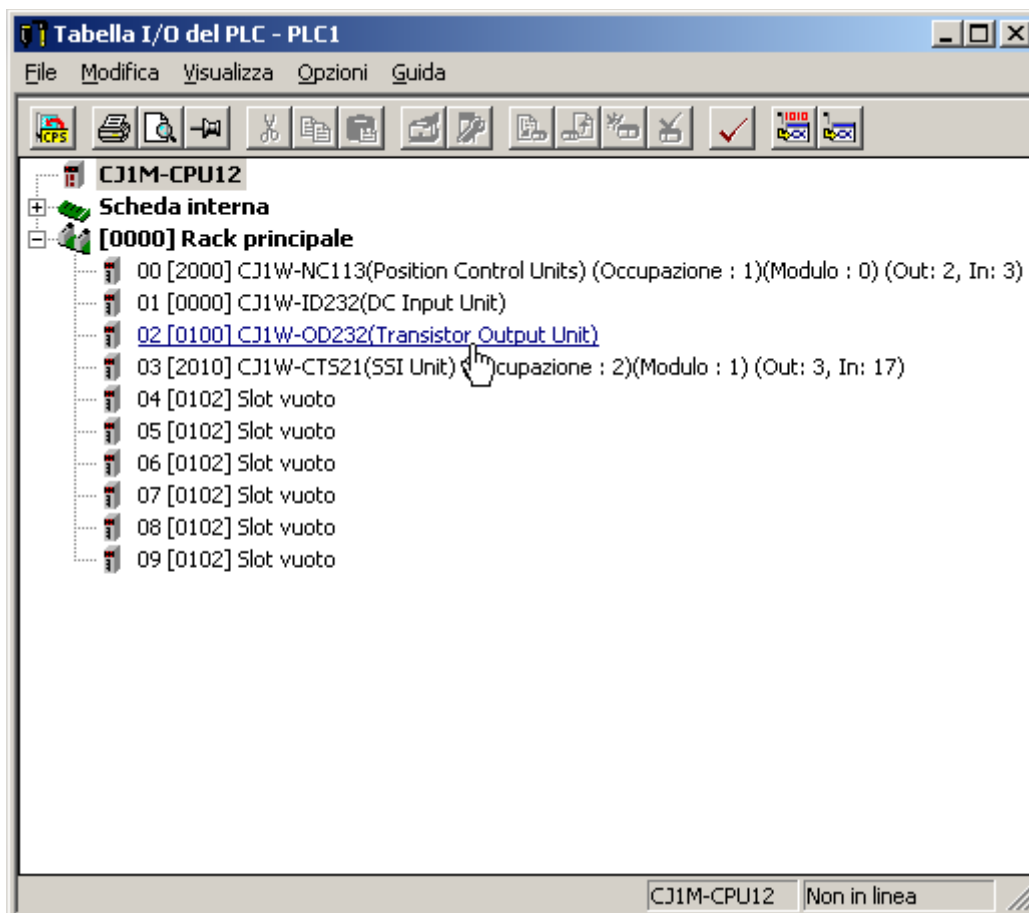 Tabella I/O del PLC - PLC1
File Modifica Visualizza Opzioni Guida
CPS
1010
CJ1M-CPU12
Scheda interna
[0000] Rack principale
00 [2000] CJ1W-NC113(Position Control Units) (Occupazione : 1)(Modulo : 0) (Out: 2, In: 3)
01 [0000] CJ1W-ID232(DC Input Unit)
02 [0100] CJ1W-OD232(Transistor Output Unit)
03 [2010] CJ1W-CTS21(SSI Unit) cupazione : 2)(Modulo : 1) (Out: 3, In: 17)
04 [0102] Slot vuoto
05 [0102] Slot vuoto
06 [0102] Slot vuoto
07 [0102] Slot vuoto
08 [0102] Slot vuoto
09 [0102] Slot vuoto
CJ1M-CPU12 Non in linea